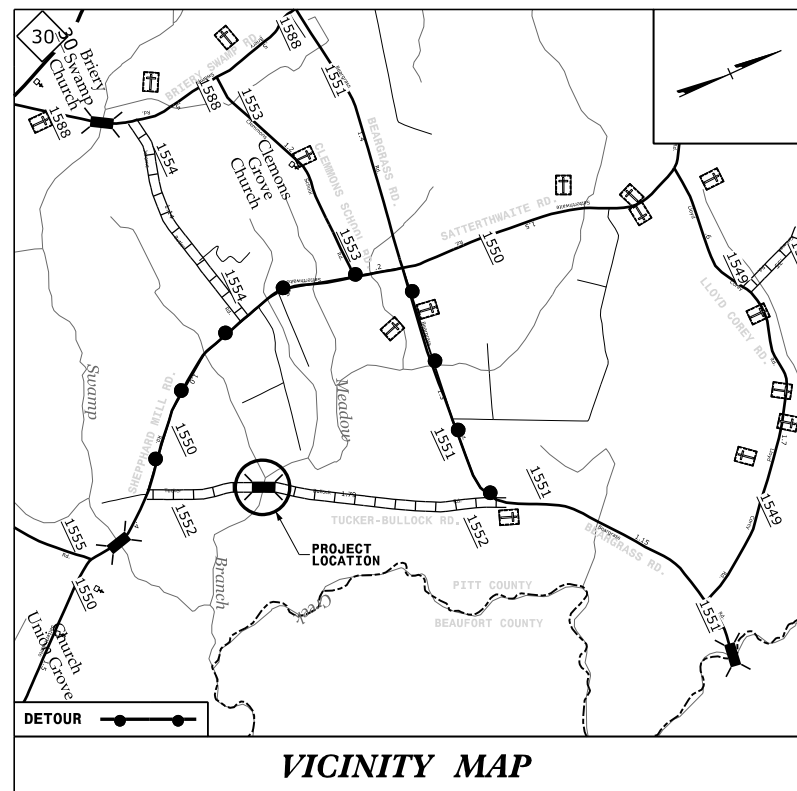 30
30
Briery
Swamp
Church
1588
1588
1588
BRIERY SWAMP RD.
1553
1551
1554
Clemons
Grove
Church
CLEMMONS SCHOOL RD.
BEARGRASS RD.
1553
SATTERTHWAITE RD.
1550
1549
LLOYD COREY RD.
1554
Swamp
SHEPPHARD MILL RD.
1550
Meadow
1551
1551
1552
1552
TUCKER-BULLOCK RD.
BEARGRASS RD.
1549
1555
1550
PROJECT
LOCATION
Branch
Creek
PITT COUNTY
BEAUFORT COUNTY
1551
Church
Union Grove
DETOUR
VICINITY MAP